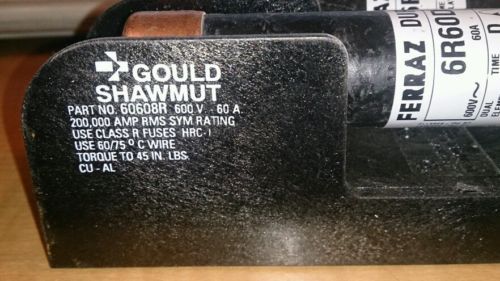 GOULD
SHAWMUT
PART NO. 60608R 600 V. 60 A.
200,000 AMP RMS SYM RATING
USE CLASS R FUSES HRC-I
USE 60/75 ° C WIRE
TORQUE TO 45 IN. LBS.
CU - AL
FERRAZ
6R60
600V~ 60A
DUAL
TIME